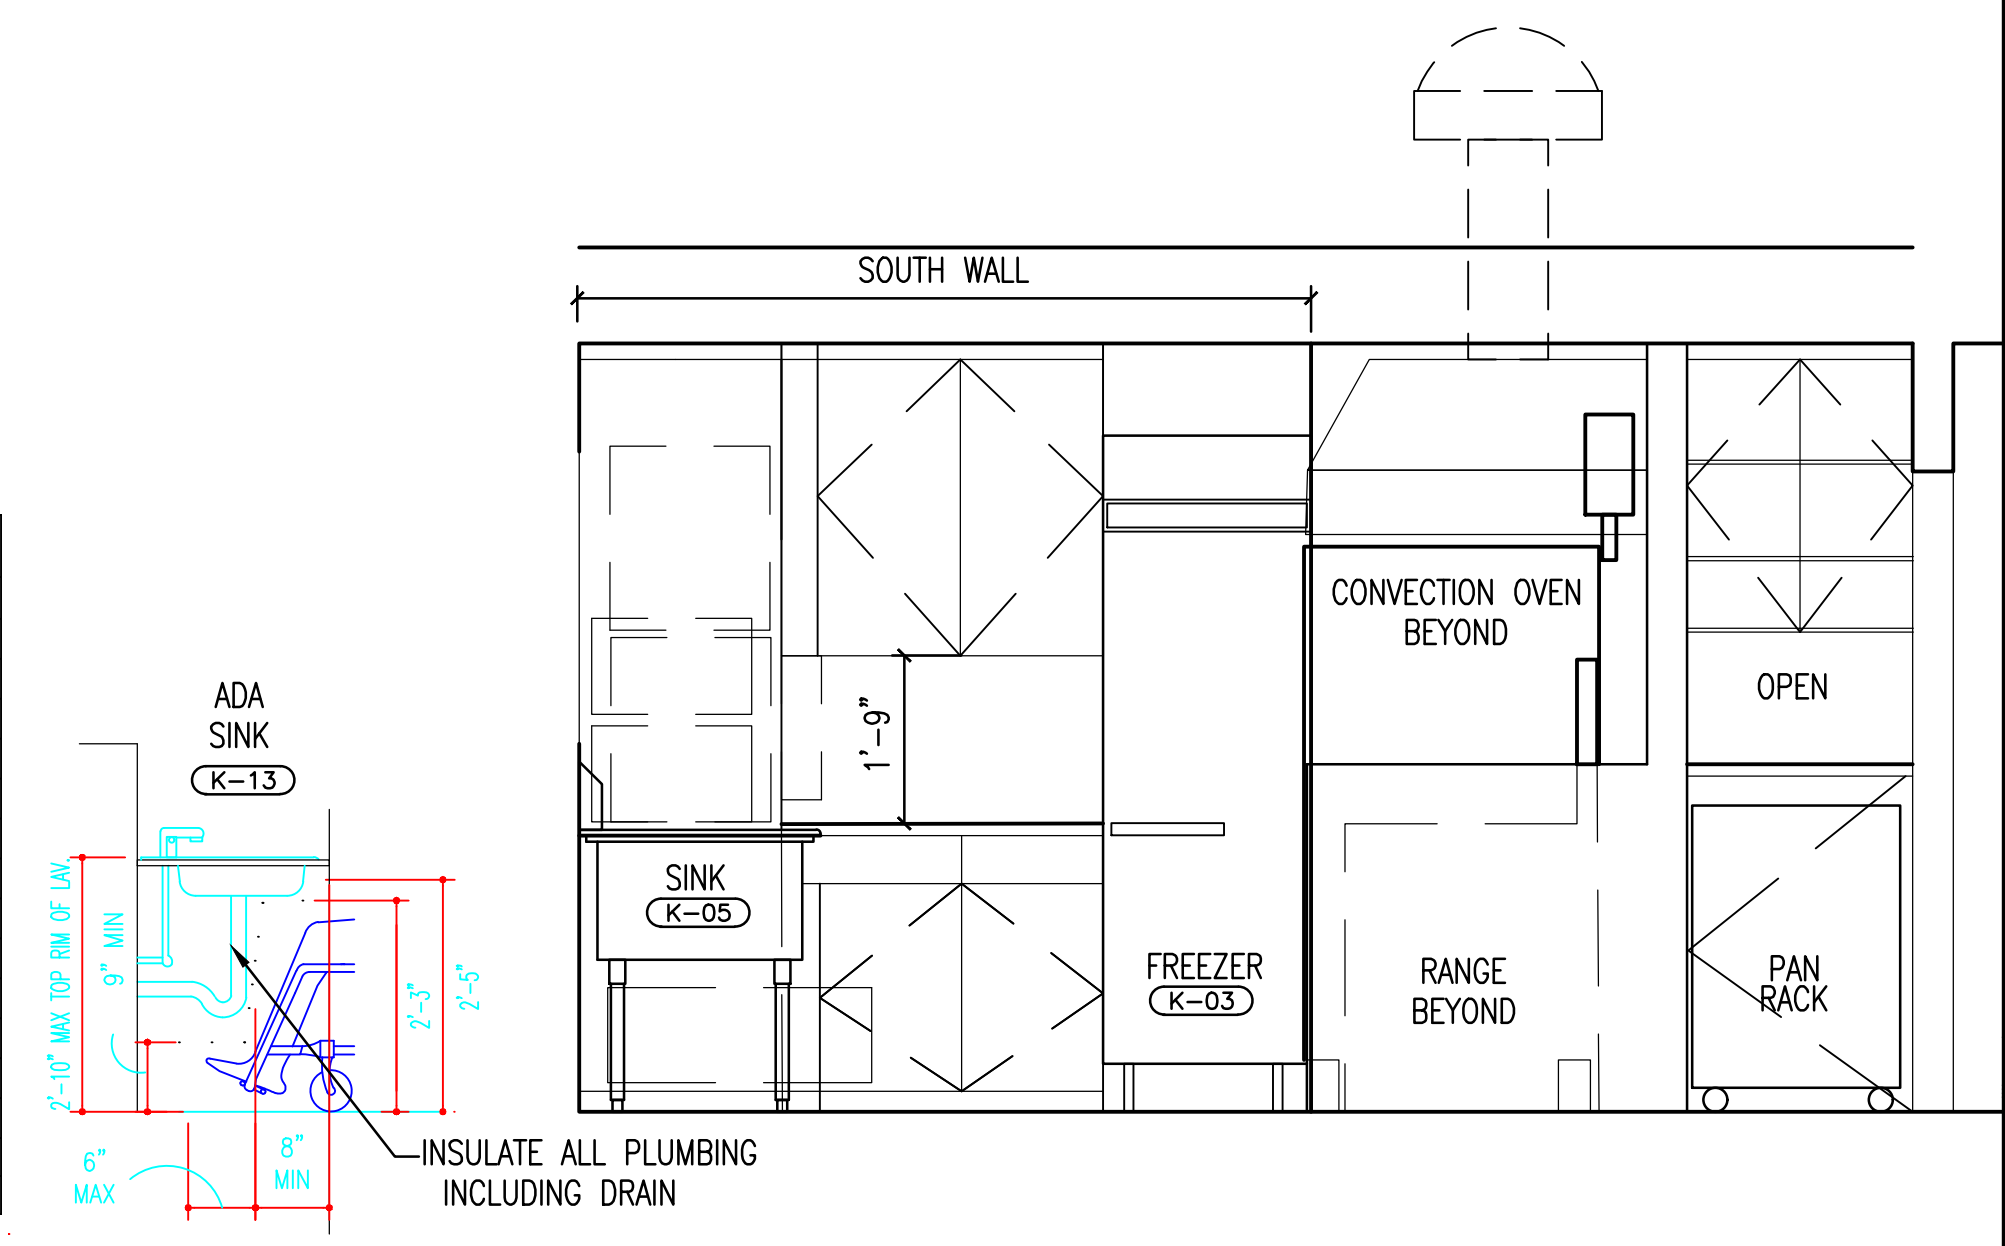 SOUTH WALL
CONVECTION OVEN
BEYOND
OPEN
1'-9"
ADA
SINK
K-13
SINK
K-05
FREEZER
K-03
RANGE
BEYOND
PAN
RACK
2'-10" MAX TOP RIM OF LAV.
9" MIN
2'-3"
2'-5"
6"
MAX
8"
MIN
INSULATE ALL PLUMBING
INCLUDING DRAIN